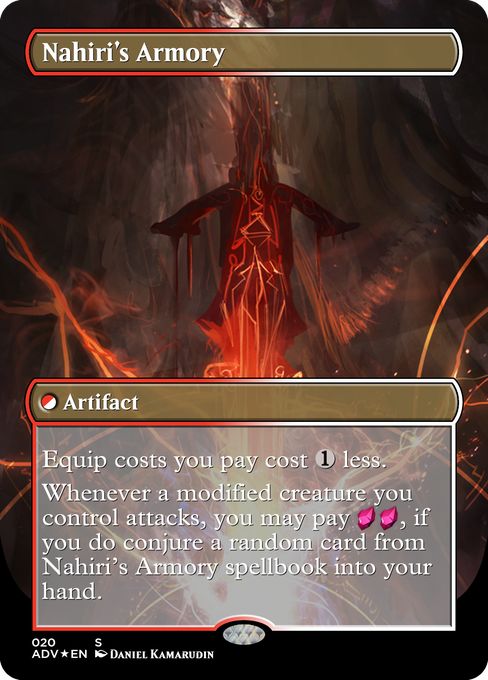 Nahiri's Armory
Artifact
Equip costs you pay cost 1 less.
Whenever a modified creature you
control attacks, you may pay , if
you do conjure a random card from
Nahiri's Armory spellbook into your
hand.
020 S
ADV★EN Daniel Kamarudin